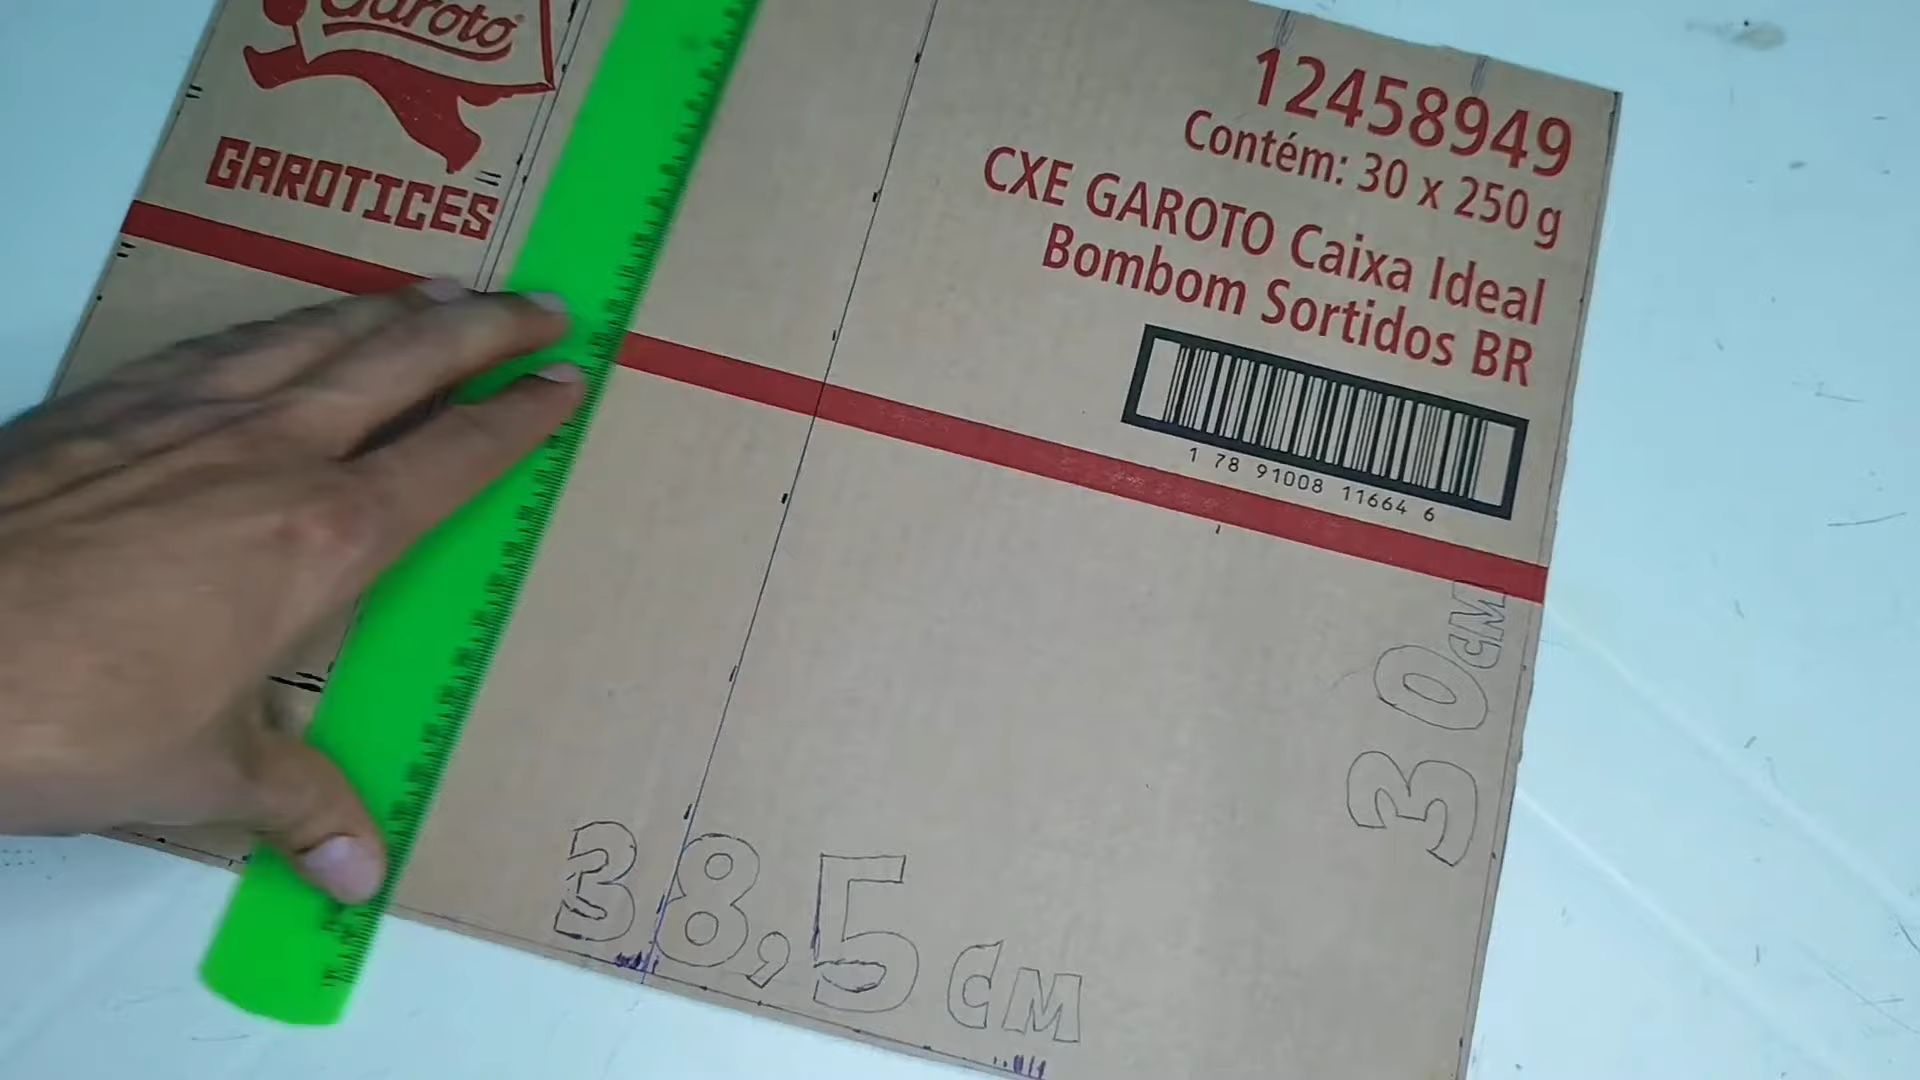 Garoto
GAROTICES
12458949
Contém: 30 x 250 g
CXE GAROTO Caixa Ideal
Bombom Sortidos BR
1 78 91008 11664 6
30cm
38,5 cm